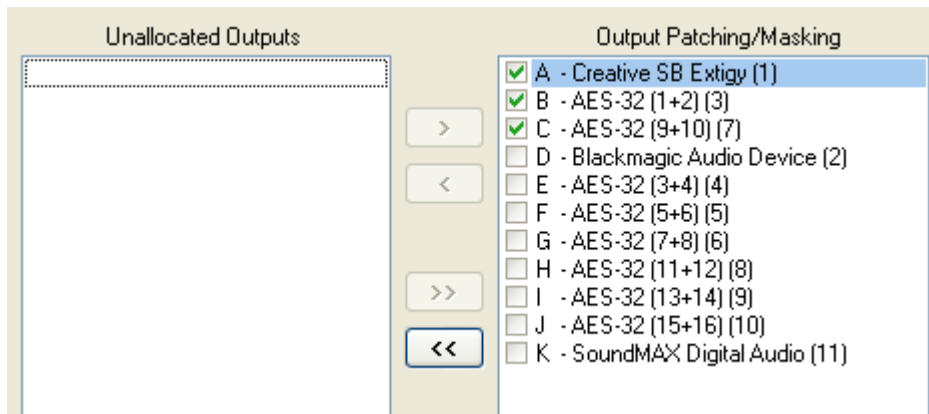 Unallocated Outputs
Output Patching/Masking
A - Creative SB Extigy (1)
B - AES-32 (1+2) (3)
C - AES-32 (9+10) (7)
D - Blackmagic Audio Device (2)
E - AES-32 (3+4) (4)
F - AES-32 (5+6) (5)
G - AES-32 (7+8) (6)
H - AES-32 (11+12) (8)
I - AES-32 (13+14) (9)
J - AES-32 (15+16) (10)
K - SoundMAX Digital Audio (11)
>
<
>>
<<